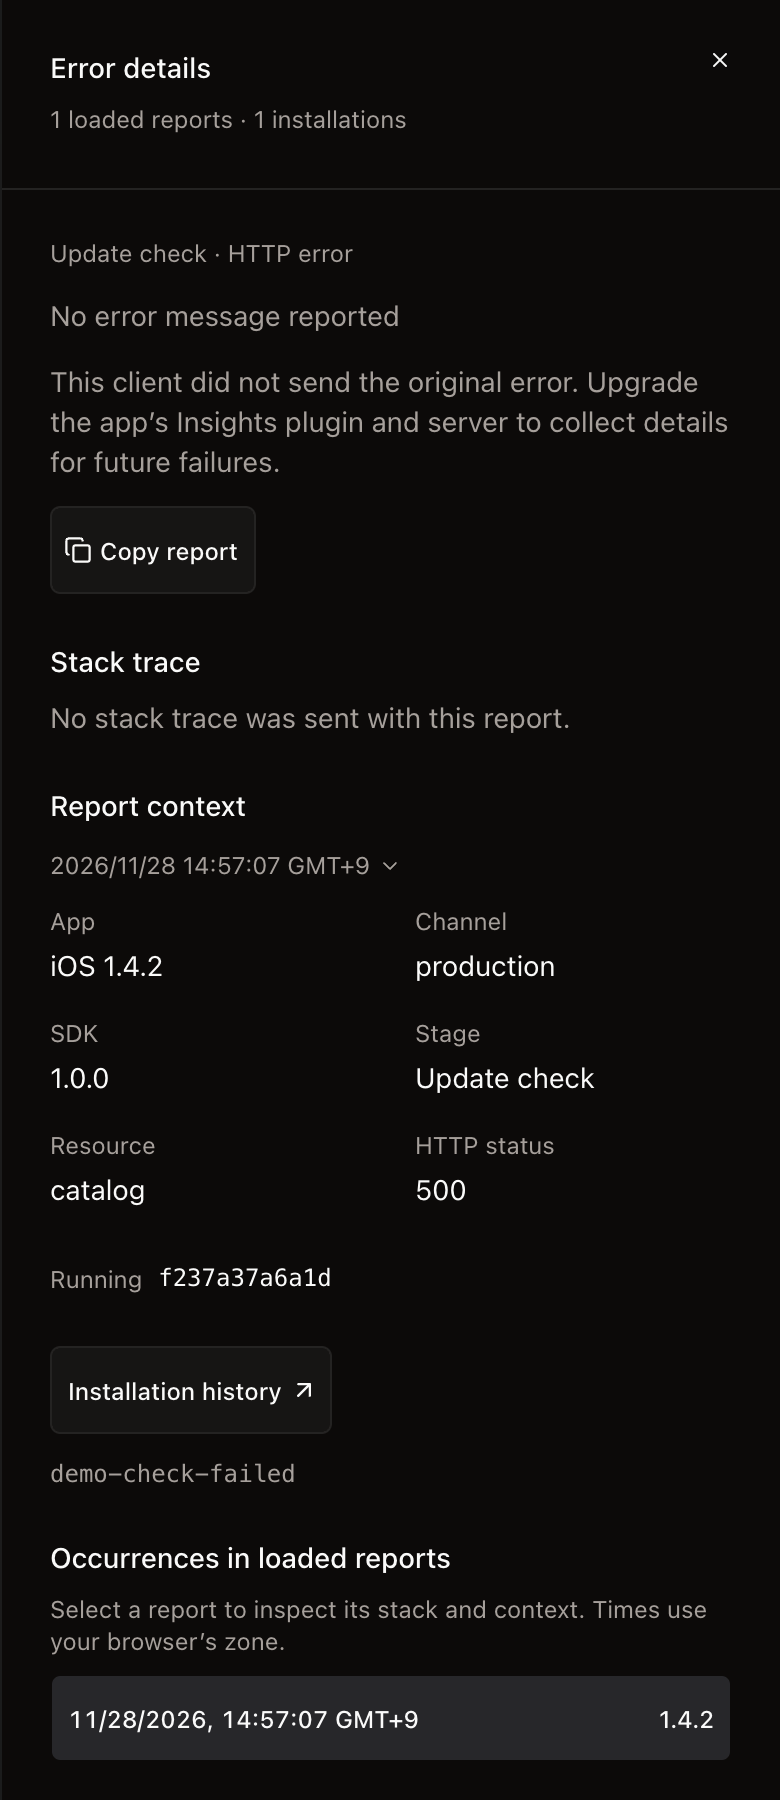 Error details
1 loaded reports · 1 installations
Update check · HTTP error
No error message reported
This client did not send the original error. Upgrade
the app’s Insights plugin and server to collect details
for future failures.
Copy report
Stack trace
No stack trace was sent with this report.
Report context
2026/11/28 14:57:07 GMT+9
App
Channel
iOS 1.4.2
production
SDK
Stage
1.0.0
Update check
Resource
HTTP status
catalog
500
Running f237a37a6a1d
Installation history
demo-check-failed
Occurrences in loaded reports
Select a report to inspect its stack and context. Times use
your browser’s zone.
11/28/2026, 14:57:07 GMT+9 1.4.2